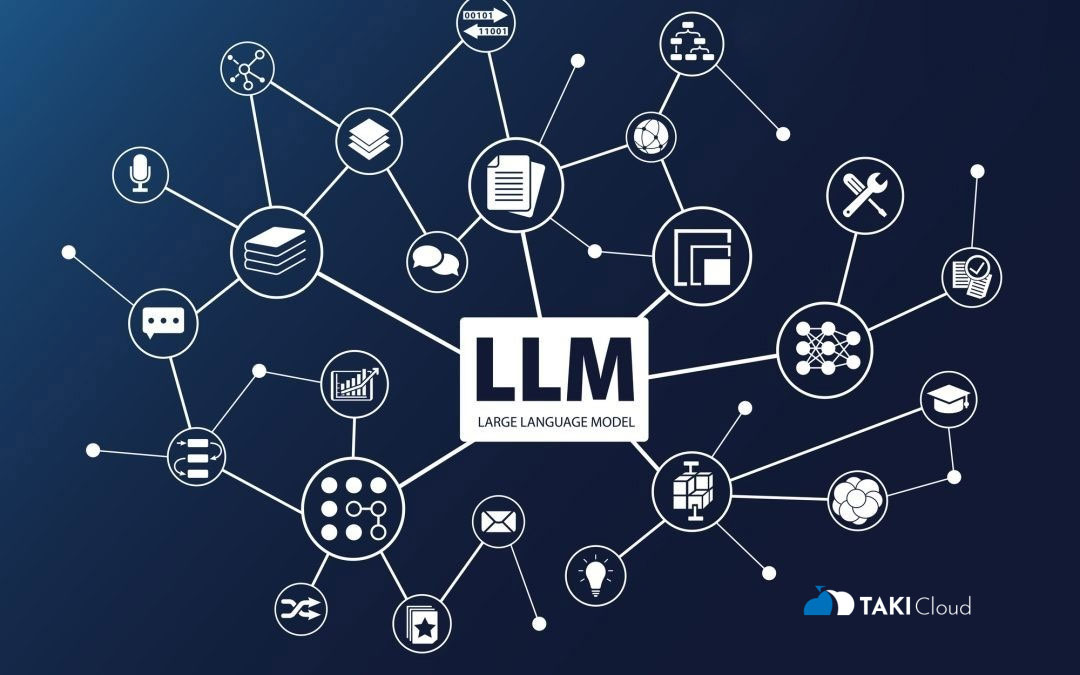 00101
11001
LLM
LARGE LANGUAGE MODEL
TAKI Cloud